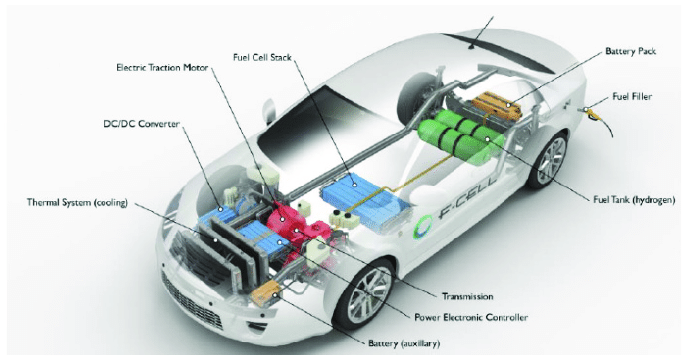 Battery Pack
Fuel Cell Stack
Electric Traction Motor
Fuel Filler
DC/DC Converter
Thermal System (cooling)
Fuel Tank (hydrogen)
F-CELL
Transmission
Power Electronic Controller
Battery (auxillary)